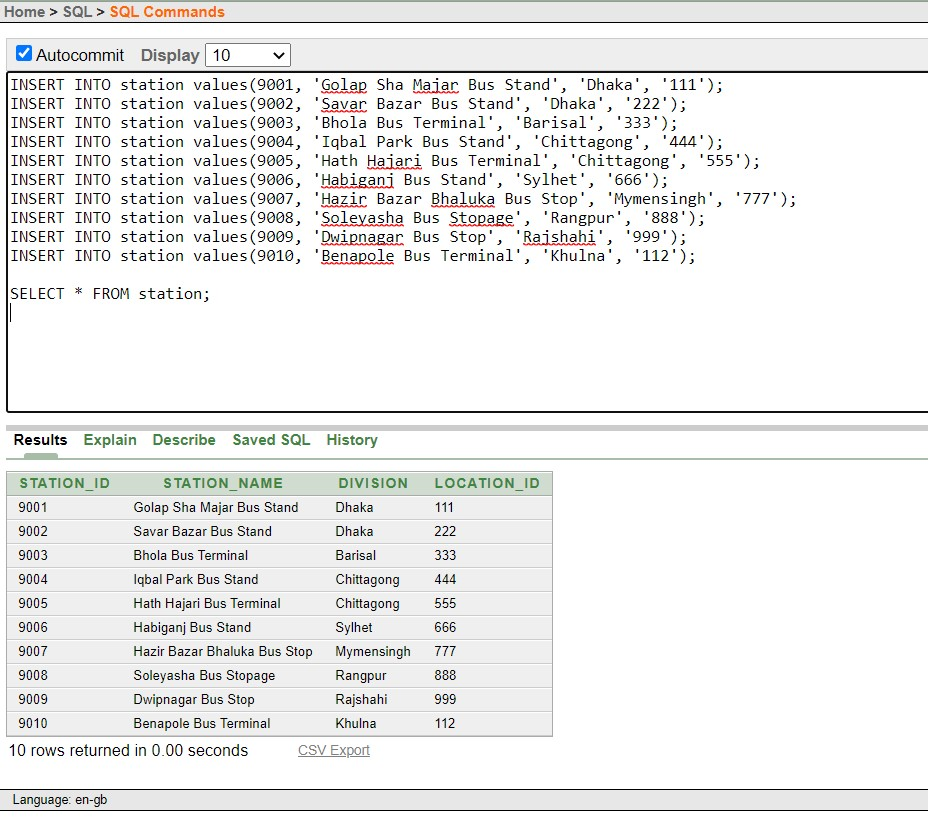 Home > SQL > SQL Commands
Autocommit Display 10
INSERT INTO station values(9001, 'Golap Sha Majar Bus Stand', 'Dhaka', '111');
INSERT INTO station values(9002, 'Savar Bazar Bus Stand', 'Dhaka', '222');
INSERT INTO station values(9003, 'Bhola Bus Terminal', 'Barisal', '333');
INSERT INTO station values(9004, 'Iqbal Park Bus Stand', 'Chittagong', '444');
INSERT INTO station values(9005, 'Hath Hajari Bus Terminal', 'Chittagong', '555');
INSERT INTO station values(9006, 'Habiganj Bus Stand', 'Sylhet', '666');
INSERT INTO station values(9007, 'Hazir Bazar Bhaluka Bus Stop', 'Mymensingh', '777');
INSERT INTO station values(9008, 'Soleyasha Bus Stopage', 'Rangpur', '888');
INSERT INTO station values(9009, 'Dwipnagar Bus Stop', 'Rajshahi', '999');
INSERT INTO station values(9010, 'Benapole Bus Terminal', 'Khulna', '112');
SELECT * FROM station;
Results Explain Describe Saved SQL History
STATION_ID STATION_NAME DIVISION LOCATION_ID
9001 Golap Sha Majar Bus Stand Dhaka 111
9002 Savar Bazar Bus Stand Dhaka 222
9003 Bhola Bus Terminal Barisal 333
9004 Iqbal Park Bus Stand Chittagong 444
9005 Hath Hajari Bus Terminal Chittagong 555
9006 Habiganj Bus Stand Sylhet 666
9007 Hazir Bazar Bhaluka Bus Stop Mymensingh 777
9008 Soleyasha Bus Stopage Rangpur 888
9009 Dwipnagar Bus Stop Rajshahi 999
9010 Benapole Bus Terminal Khulna 112
10 rows returned in 0.00 seconds CSV Export
Language: en-gb